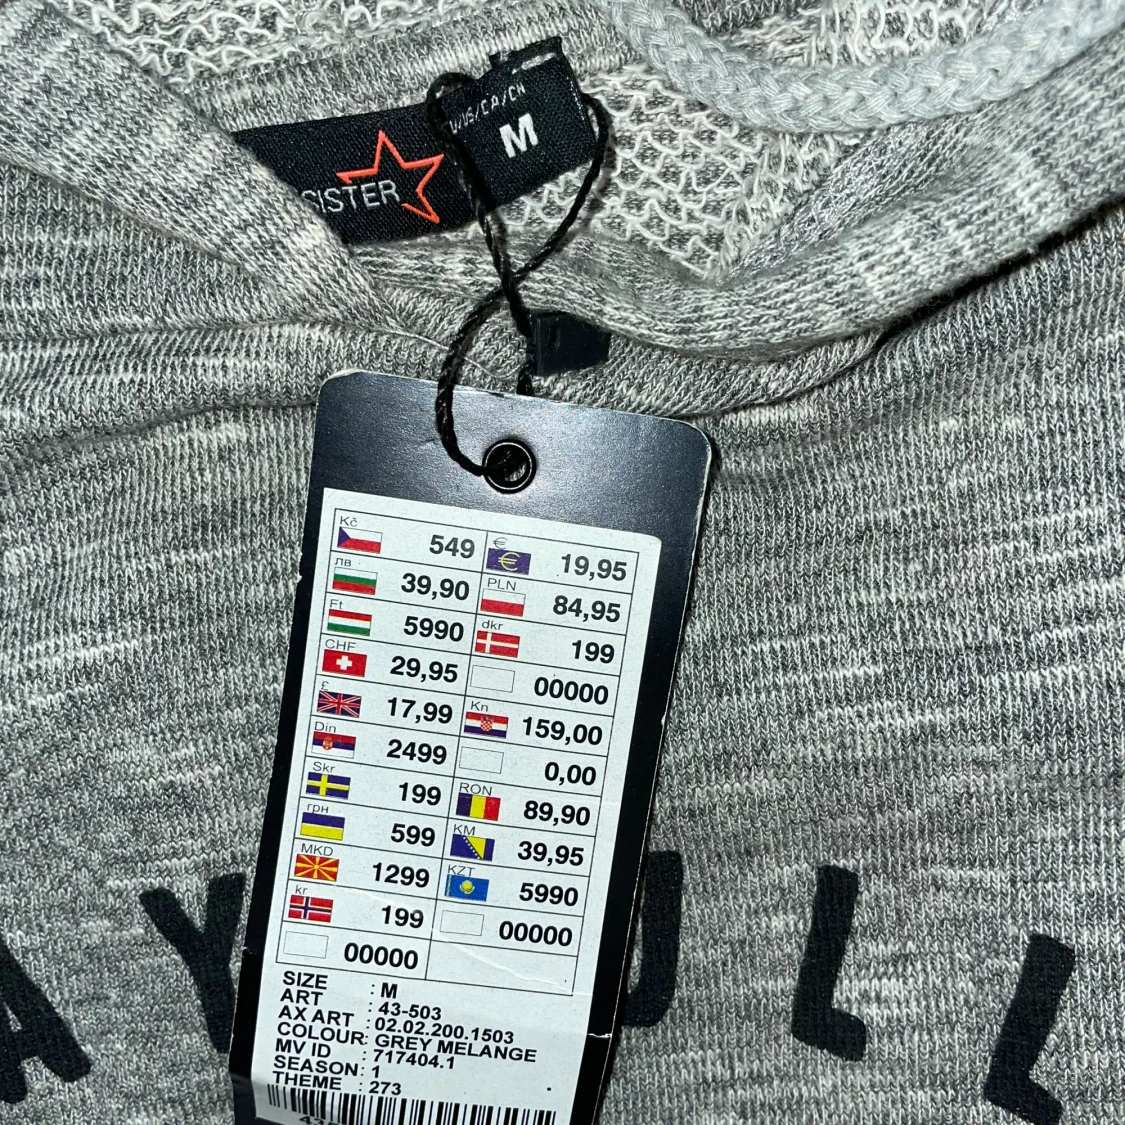 /US/CA/CN
M
SISTER
Kč 549 € 19,95
лв 39,90 PLN 84,95
Ft 5990 dkr 199
CHF 29,95 00000
£ 17,99 Kn 159,00
Din 2499 0,00
Skr 199 RON 89,90
грн 599 KM 39,95
MKD 1299 KZT 5990
kr 199 00000
00000
SIZE : M
ART : 43-503
AX ART : 02.02.200.1503
COLOUR: GREY MELANGE
MV ID : 717404.1
SEASON: 1
THEME : 273